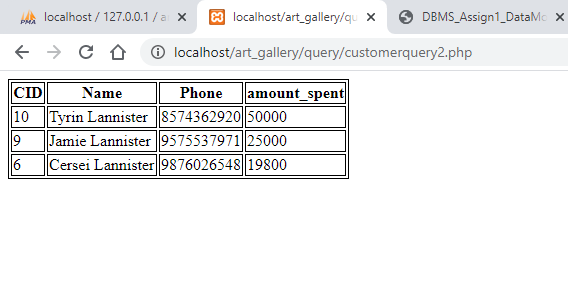 PMA localhost / 127.0.0.1 / a × localhost/art_gallery/qu × DBMS_Assign1_DataMo ×
localhost/art_gallery/query/customerquery2.php
CID Name Phone amount_spent
10 Tyrin Lannister 8574362920 50000
9 Jamie Lannister 9575537971 25000
6 Cersei Lannister 9876026548 19800